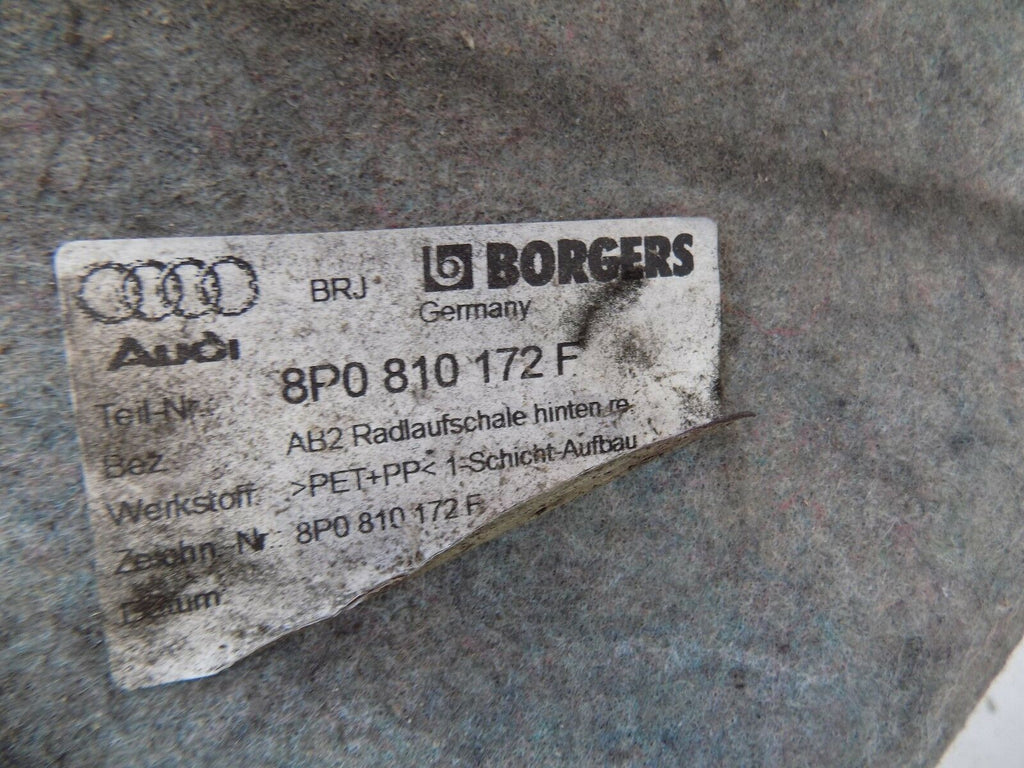 BRJ BORGERS
Germany
Audi
Teil-Nr.: 8P0 810 172 F
Bez.: AB2 Radlaufschale hinten re.
Werkstoff: >PET+PP< 1-Schicht-Aufbau
Zeichn.-Nr.: 8P0 810 172 F
Datum